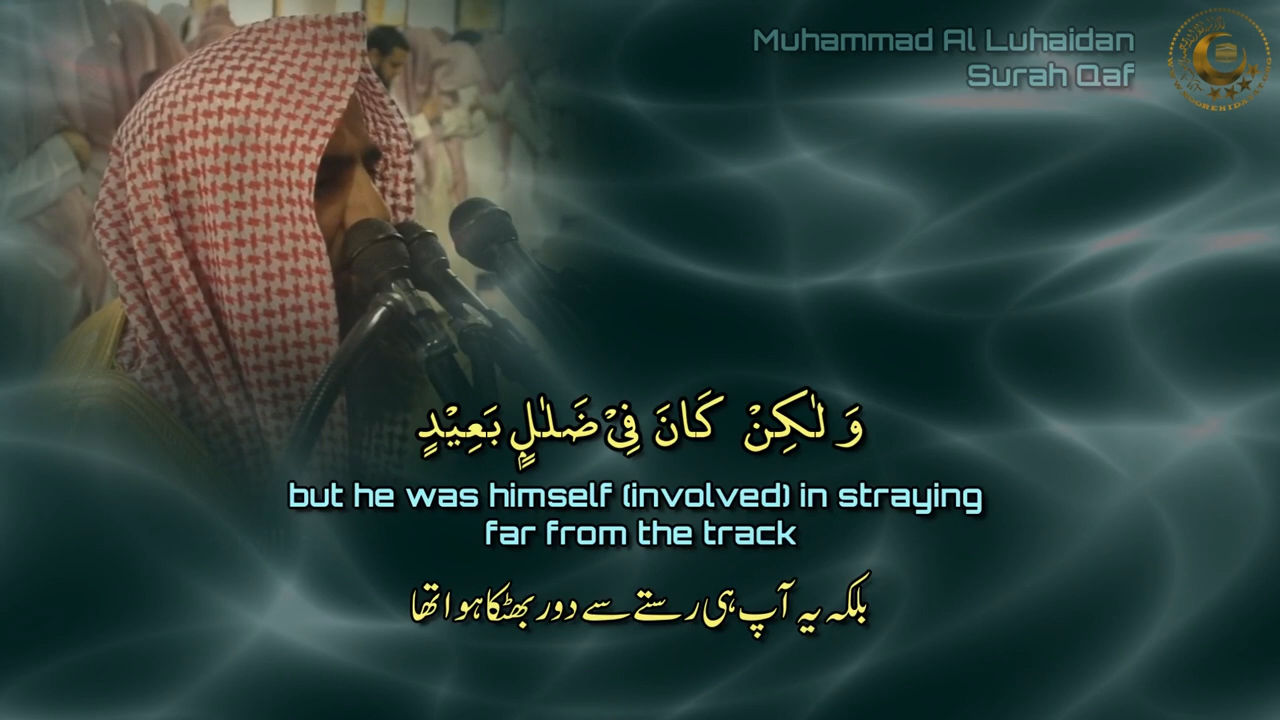 Muhammad Al Luhaidan
Surah Qaf
وَ لٰكِنْ كَانَ فِىْ ضَلٰلٍۭ بَعِيْدٍ
but he was himself (involved) in straying
far from the track
بلکہ یہ آپ ہی رستے سے دور بھٹکا ہوا تھا